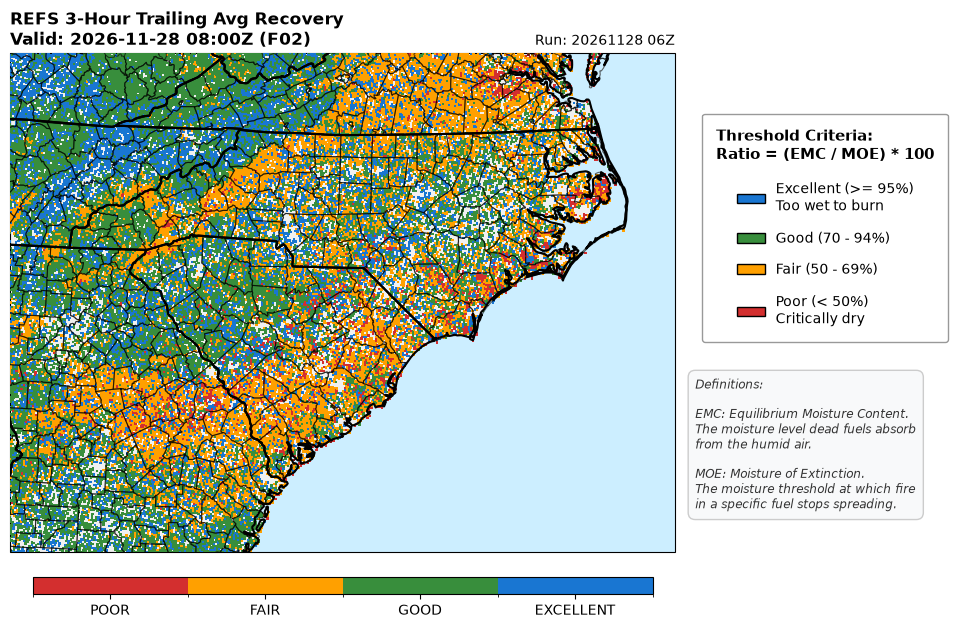 REFS 3-Hour Trailing Avg Recovery
Valid: 2026-11-28 08:00Z (F02)
Run: 20261128 06Z
Threshold Criteria:
Ratio = (EMC / MOE) * 100
Excellent (>= 95%)
Too wet to burn
Good (70 - 94%)
Fair (50 - 69%)
Poor (< 50%)
Critically dry
Definitions:
EMC: Equilibrium Moisture Content.
The moisture level dead fuels absorb
from the humid air.
MOE: Moisture of Extinction.
The moisture threshold at which fire
in a specific fuel stops spreading.
POOR
FAIR
GOOD
EXCELLENT